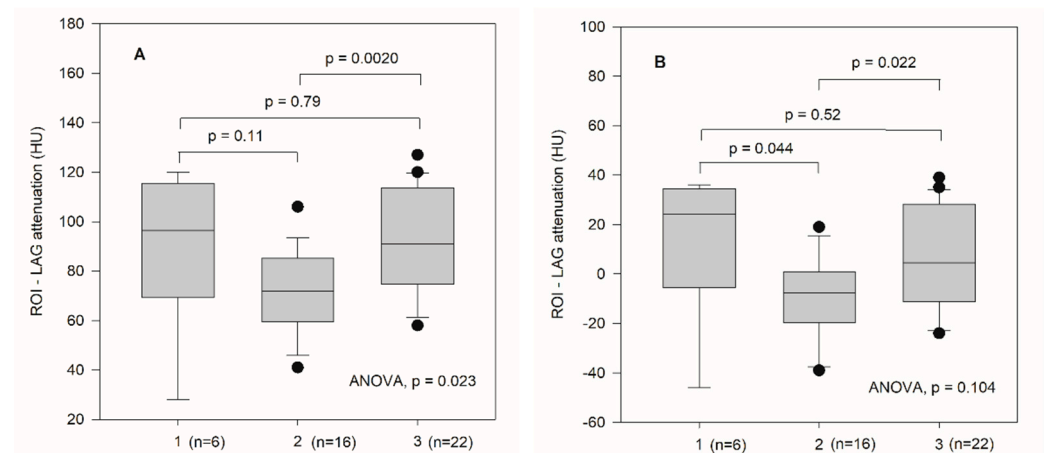 A
ROI - LAG attenuation (HU)
180
160
140
120
100
80
60
40
20
p = 0.0020
p = 0.79
p = 0.11
ANOVA, p = 0.023
1 (n=6) 2 (n=16) 3 (n=22)
B
ROI - LAG attenuation (HU)
100
80
60
40
20
0
-20
-40
-60
p = 0.022
p = 0.52
p = 0.044
ANOVA, p = 0.104
1 (n=6) 2 (n=16) 3 (n=22)